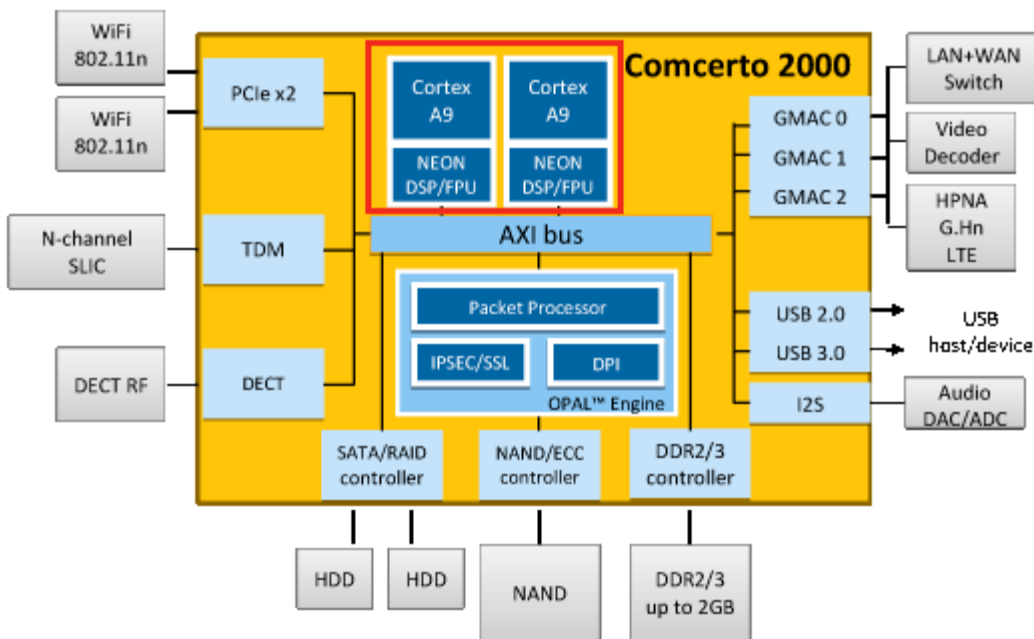 WiFi
802.11n
WiFi
802.11n
N-channel
SLIC
DECT RF
Comcerto 2000
PCIe x2
TDM
DECT
Cortex
A9
NEON
DSP/FPU
Cortex
A9
NEON
DSP/FPU
AXI bus
Packet Processor
IPSEC/SSL
DPI
OPAL™ Engine
GMAC 0
GMAC 1
GMAC 2
USB 2.0
USB 3.0
I2S
LAN+WAN
Switch
Video
Decoder
HPNA
G.Hn
LTE
USB
host/device
Audio
DAC/ADC
SATA/RAID
controller
NAND/ECC
controller
DDR2/3
controller
HDD
HDD
NAND
DDR2/3
up to 2GB